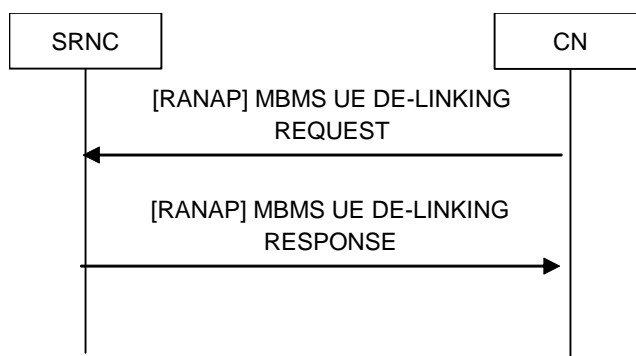 SRNC
CN
[RANAP] MBMS UE DE-LINKING
REQUEST
[RANAP] MBMS UE DE-LINKING
RESPONSE